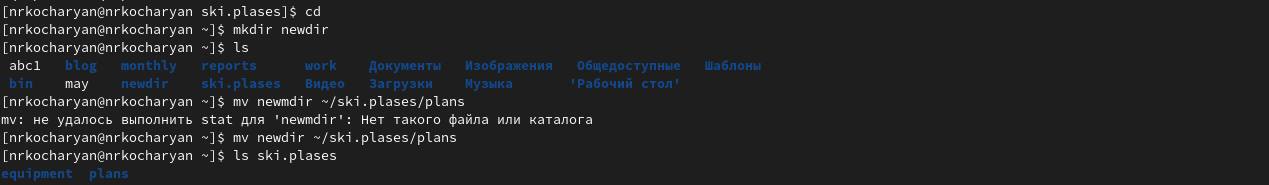 [nrkocharyan@nrkocharyan ski.plases]$ cd
[nrkocharyan@nrkocharyan ~]$ mkdir newdir
[nrkocharyan@nrkocharyan ~]$ ls
abc1 blog monthly reports work Документы Изображения Общедоступные Шаблоны
bin may newdir ski.plases Видео Загрузки Музыка 'Рабочий стол'
[nrkocharyan@nrkocharyan ~]$ mv newmdir ~/ski.plases/plans
mv: не удалось выполнить stat для 'newmdir': Нет такого файла или каталога
[nrkocharyan@nrkocharyan ~]$ mv newdir ~/ski.plases/plans
[nrkocharyan@nrkocharyan ~]$ ls ski.plases
equipment plans